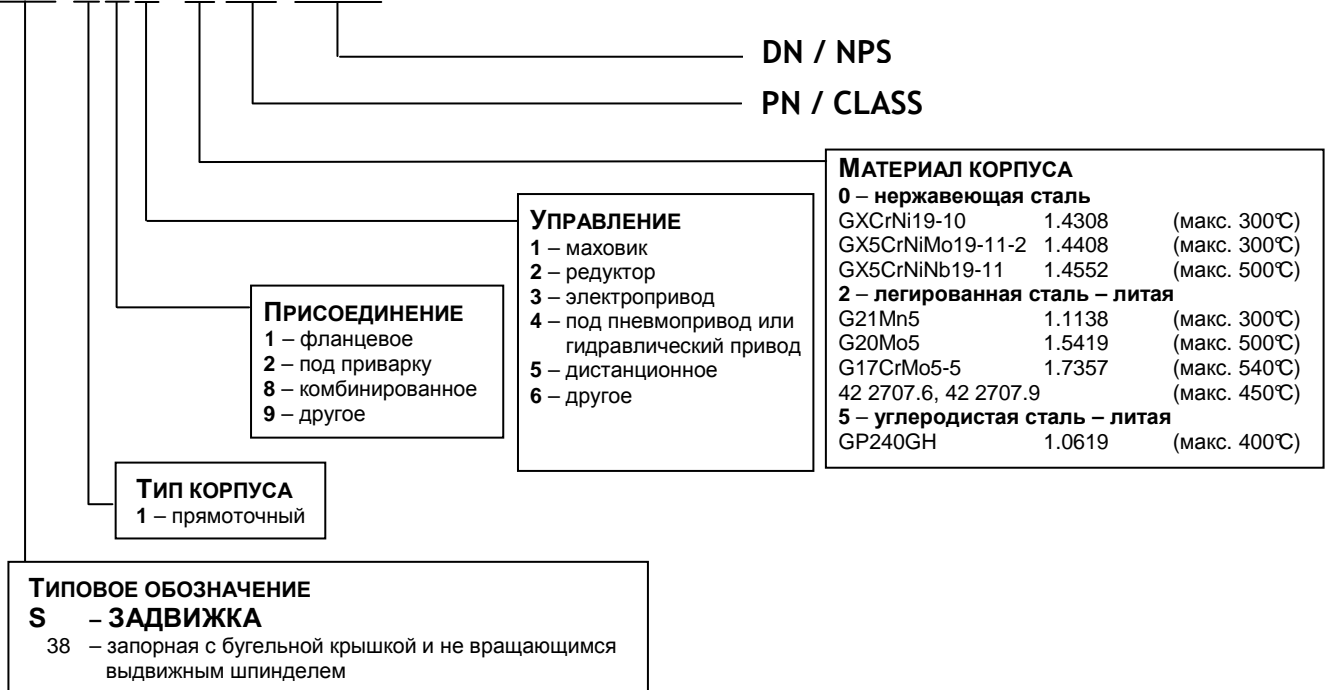 DN / NPS
PN / CLASS
МАТЕРИАЛ КОРПУСА
0 – нержавеющая сталь
GXCrNi19-10 1.4308 (макс. 300°C)
GX5CrNiMo19-11-2 1.4408 (макс. 300°C)
GX5CrNiNb19-11 1.4552 (макс. 500°C)
2 – легированная сталь – литая
G21Mn5 1.1138 (макс. 300°C)
G20Mo5 1.5419 (макс. 500°C)
G17CrMo5-5 1.7357 (макс. 540°C)
42 2707.6, 42 2707.9 (макс. 450°C)
5 – углеродистая сталь – литая
GP240GH 1.0619 (макс. 400°C)
УПРАВЛЕНИЕ
1 – маховик
2 – редуктор
3 – электропривод
4 – под пневмопривод или
гидравлический привод
5 – дистанционное
6 – другое
ПРИСОЕДИНЕНИЕ
1 – фланцевое
2 – под приварку
8 – комбинированное
9 – другое
ТИП КОРПУСА
1 – прямоточный
ТИПОВОЕ ОБОЗНАЧЕНИЕ
S – ЗАДВИЖКА
38 – запорная с бугельной крышкой и не вращающимся
выдвижным шпинделем